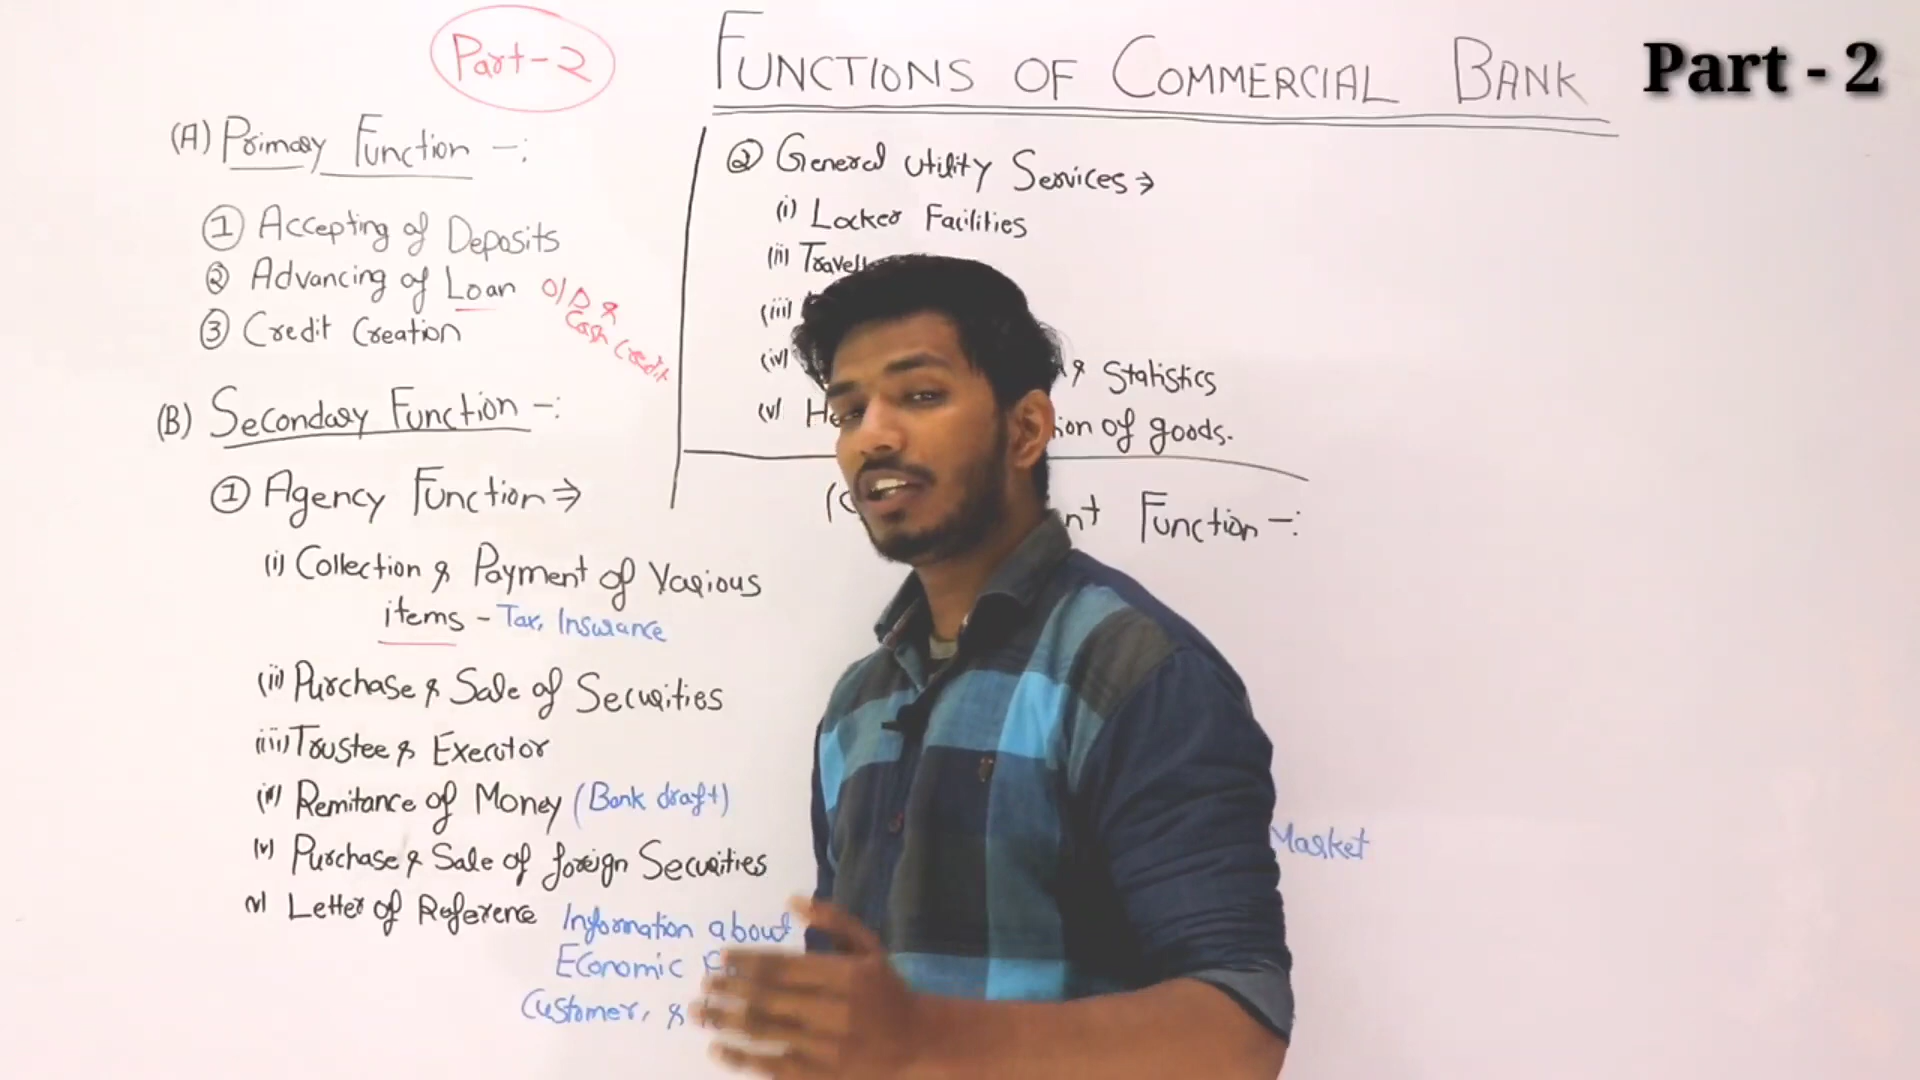 Part-2
FUNCTIONS OF COMMERCIAL BANK
Part - 2
(A) Primary Function -:
① Accepting of Deposits
② Advancing of Loan
O/D &
Cash Credit
③ Credit Creation
(B) Secondary Function -:
① Agency Function ⇒
(i) Collection & Payment of Various
items - Tax, Insurance
(ii) Purchase & Sale of Securities
(iii) Trustee & Executor
(iv) Remitance of Money (Bank draft)
(v) Purchase & Sale of foreign Securities
Letter of Reference
Information about
Economic
Customer, &
② General Utility Services ⇒
(i) Locker Facilities
(ii)
(iii)
(iv) & Statistics
(v) of goods.
Function -:
Market